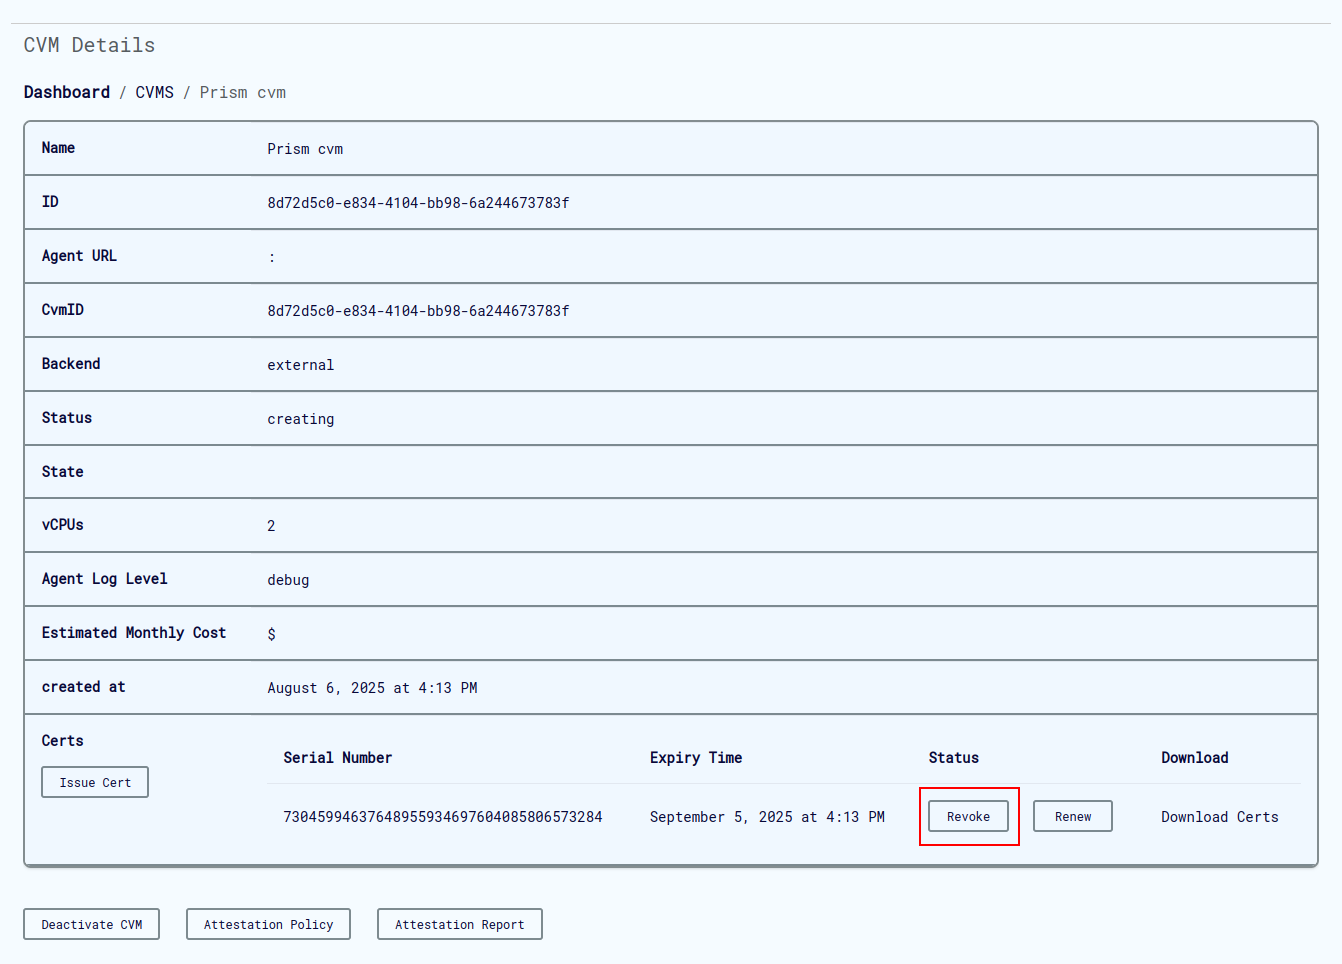 CVM Details
Dashboard / CVMS / Prism cvm
Name Prism cvm
ID 8d72d5c0-e834-4104-bb98-6a244673783f
Agent URL :
CvmID 8d72d5c0-e834-4104-bb98-6a244673783f
Backend external
Status creating
State
vCPUs 2
Agent Log Level debug
Estimated Monthly Cost $
created at August 6, 2025 at 4:13 PM
Certs
Issue Cert
Serial Number Expiry Time Status Download
73045994637648955934697604085806573284 September 5, 2025 at 4:13 PM Revoke Renew Download Certs
Deactivate CVM Attestation Policy Attestation Report